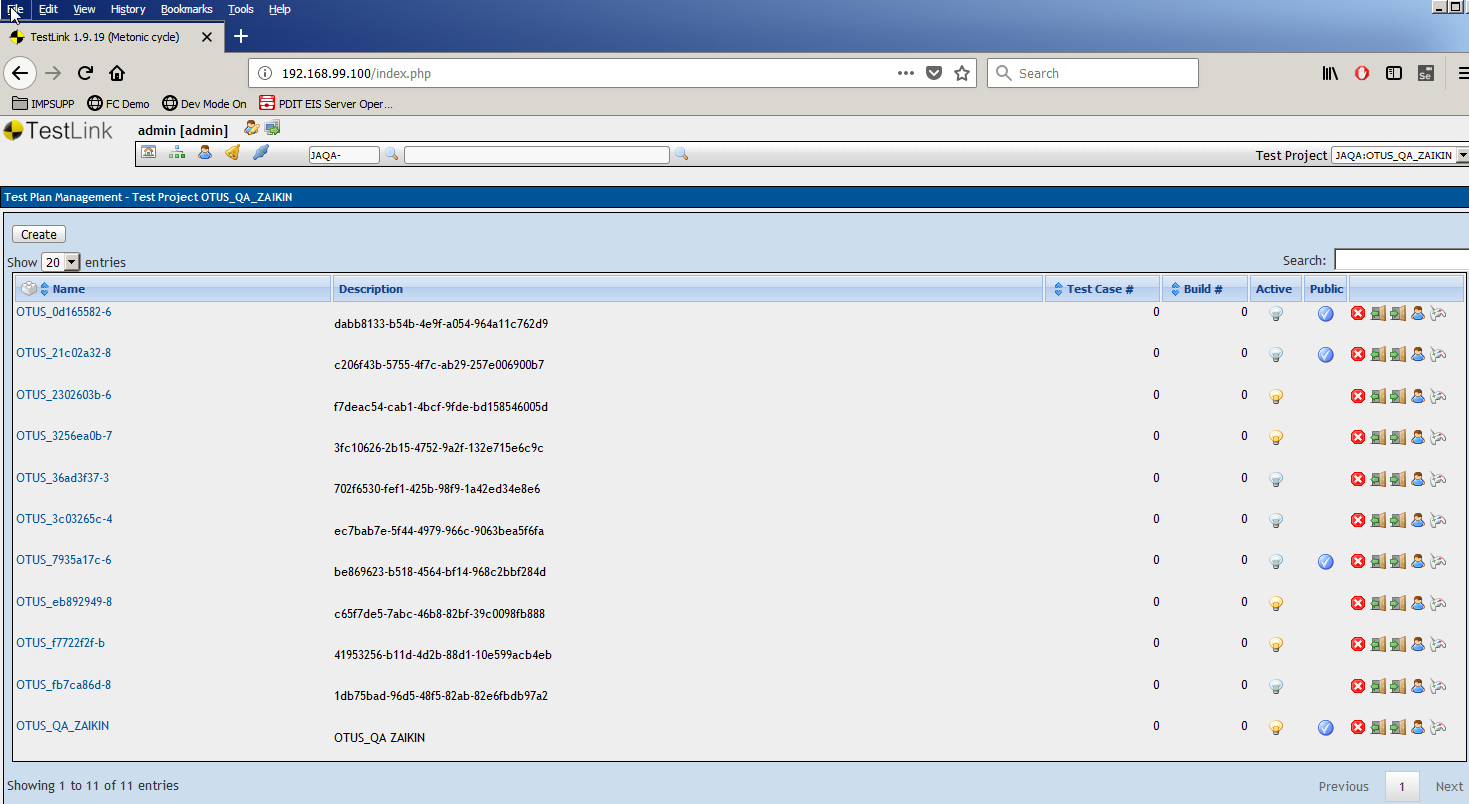 File Edit View History Bookmarks Tools Help
TestLink 1.9.19 (Metonic cycle)
192.168.99.100/index.php
Search
IMPSUPP FC Demo Dev Mode On PDIT EIS Server Oper...
TestLink admin [admin]
JAQA- Test Project JAQA:OTUS_QA_ZAIKIN
Test Plan Management - Test Project OTUS_QA_ZAIKIN
Create
Show 20 entries Search:
Name Description Test Case # Build # Active Public
OTUS_0d165582-6 0 0
dabb8133-b54b-4e9f-a054-964a11c762d9
OTUS_21c02a32-8 0 0
c206f43b-5755-4f7c-ab29-257e006900b7
OTUS_2302603b-6 0 0
f7deac54-cab1-4bcf-9fde-bd158546005d
OTUS_3256ea0b-7 0 0
3fc10626-2b15-4752-9a2f-132e715e6c9c
OTUS_36ad3f37-3 0 0
702f6530-fef1-425b-98f9-1a42ed34e8e6
OTUS_3c03265c-4 0 0
ec7bab7e-5f44-4979-966c-9063bea5f6fa
OTUS_7935a17c-6 0 0
be869623-b518-4564-bf14-968c2bbf284d
OTUS_eb892949-8 0 0
c65f7de5-7abc-46b8-82bf-39c0098fb888
OTUS_f7722f2f-b 0 0
41953256-b11d-4d2b-88d1-10e599acb4eb
OTUS_fb7ca86d-8 0 0
1db75bad-96d5-48f5-82ab-82e6fbdb97a2
OTUS_QA_ZAIKIN 0 0
OTUS_QA ZAIKIN
Showing 1 to 11 of 11 entries Previous 1 Next